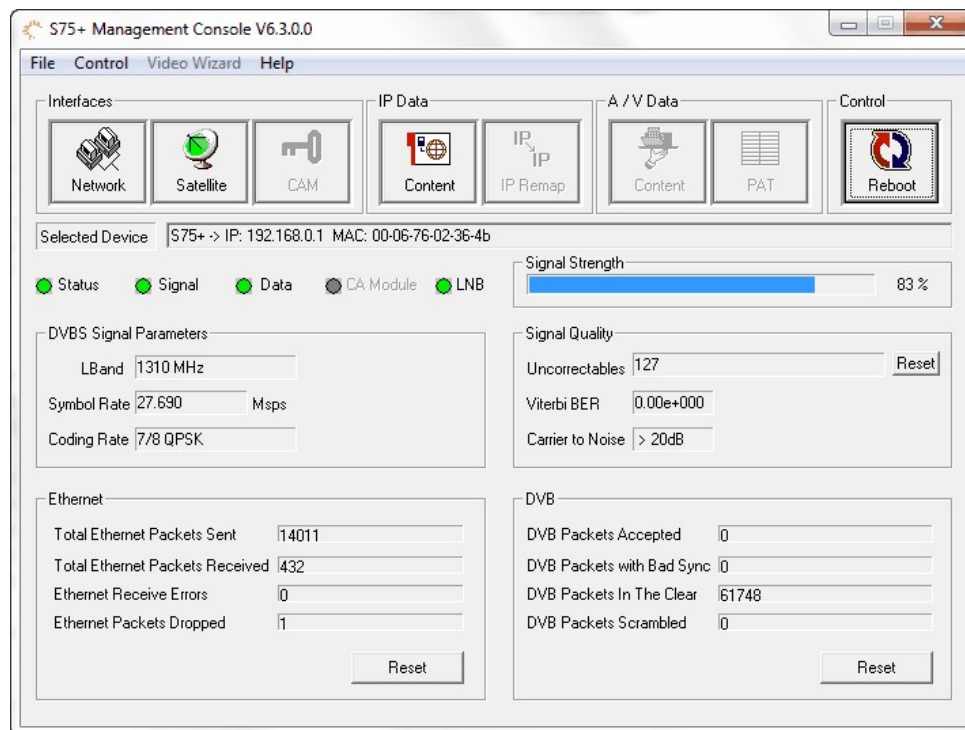 S75+ Management Console V6.3.0.0
File Control Video Wizard Help
Interfaces
Network
Satellite
CAM
IP Data
Content
IP IP
IP Remap
A / V Data
Content
PAT
Control
Reboot
Selected Device S75+ -> IP: 192.168.0.1 MAC: 00-06-76-02-36-4b
Status Signal Data CA Module LNB
Signal Strength
83 %
DVBS Signal Parameters
LBand 1310 MHz
Symbol Rate 27.690 Msps
Coding Rate 7/8 QPSK
Signal Quality
Uncorrectables 127 Reset
Viterbi BER 0.00e+000
Carrier to Noise > 20dB
Ethernet
Total Ethernet Packets Sent 14011
Total Ethernet Packets Received 432
Ethernet Receive Errors 0
Ethernet Packets Dropped 1
Reset
DVB
DVB Packets Accepted 0
DVB Packets with Bad Sync 0
DVB Packets In The Clear 61748
DVB Packets Scrambled 0
Reset